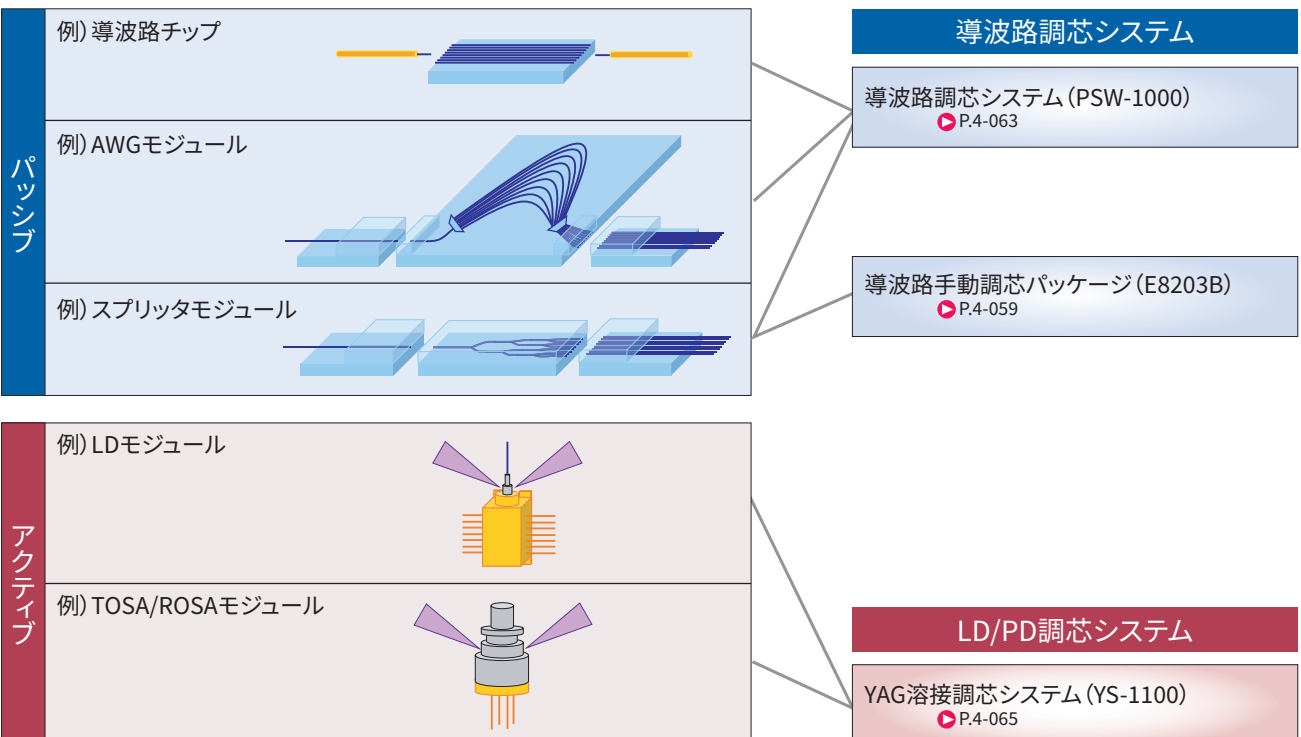 パッシブ
例）導波路チップ
例）AWGモジュール
例）スプリッタモジュール
導波路調芯システム
導波路調芯システム（PSW-1000）
P.4-063
導波路手動調芯パッケージ（E8203B）
P.4-059
アクティブ
例）LDモジュール
例）TOSA/ROSAモジュール
LD/PD調芯システム
YAG溶接調芯システム（YS-1100）
P.4-065